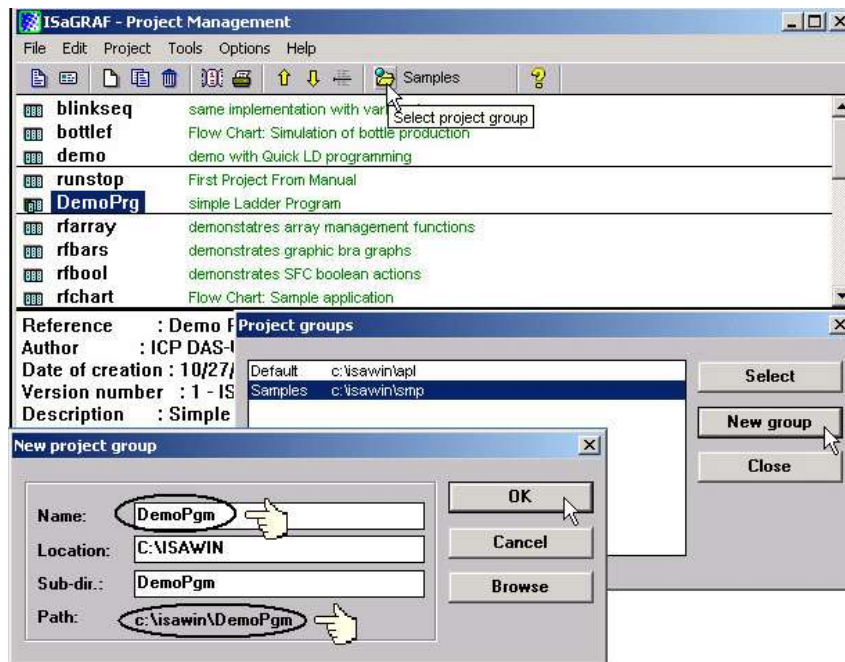 ISaGRAF - Project Management
File Edit Project Tools Options Help
Samples
blinkseq same implementation with var
Select project group
bottlef Flow Chart: Simulation of bottle production
demo demo with Quick LD programming
runstop First Project From Manual
DemoPrg simple Ladder Program
rfarray demonstatres array management functions
rfbars demonstrates graphic bra graphs
rfbool demonstrates SFC boolean actions
rfchart Flow Chart: Sample application
Reference : Demo
Author : ICP DAS-
Date of creation : 10/27/
Version number : 1 - IS
Description : Simple
Project groups
Default c:\isawin\apl
Samples c:\isawin\smp
Select
New group
Close
New project group
Name: DemoPgm
Location: C:\ISAWIN
Sub-dir.: DemoPgm
Path: c:\isawin\DemoPgm
OK
Cancel
Browse